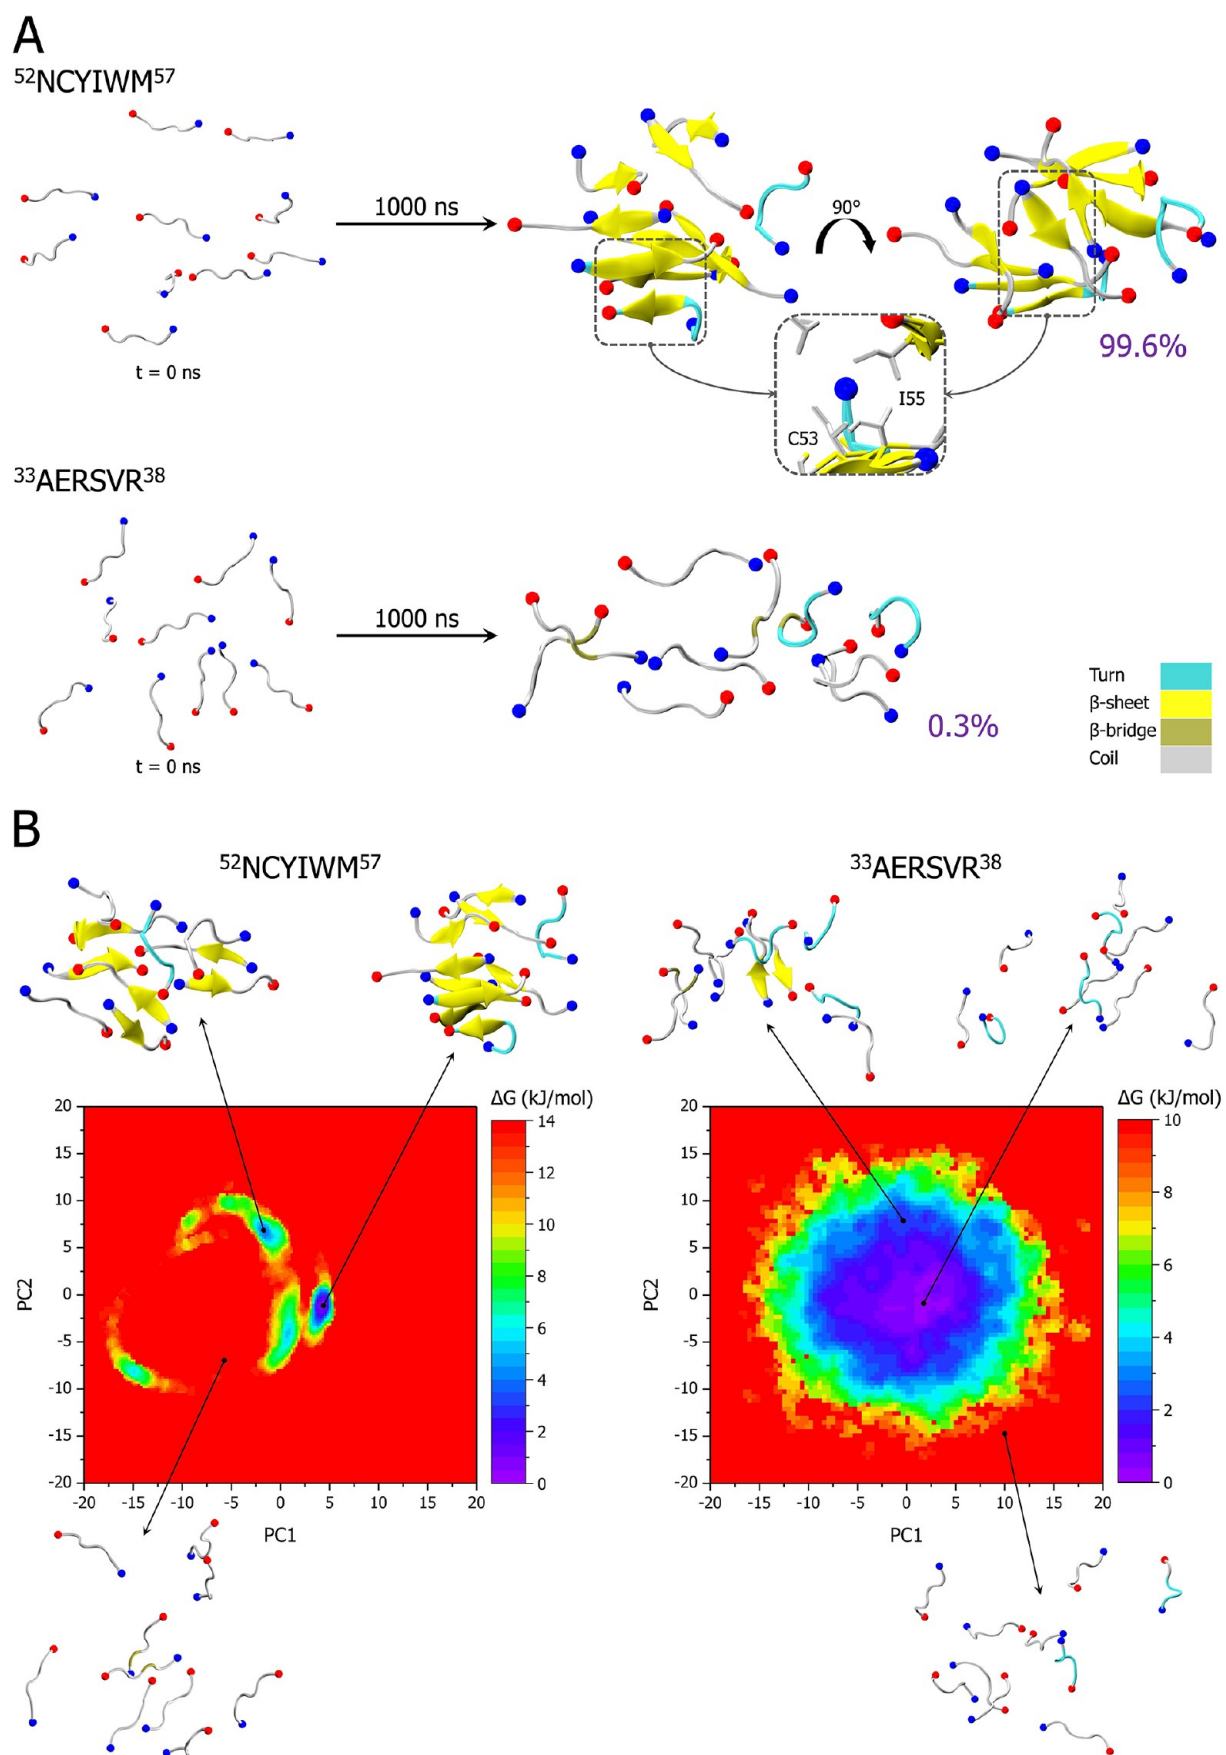 A
⁵²NCYIWM⁵⁷
1000 ns
90°
t = 0 ns
99.6%
I55
C53
³³AERSVR³⁸
1000 ns
t = 0 ns
0.3%
Turn
β-sheet
β-bridge
Coil
B
⁵²NCYIWM⁵⁷
³³AERSVR³⁸
ΔG (kJ/mol)
20
15
10
5
0
-5
-10
-15
-20
PC2
-20 -15 -10 -5 0 5 10 15 20
PC1
14
12
10
8
6
4
2
0
ΔG (kJ/mol)
20
15
10
5
0
-5
-10
-15
-20
PC2
-20 -15 -10 -5 0 5 10 15 20
PC1
10
8
6
4
2
0